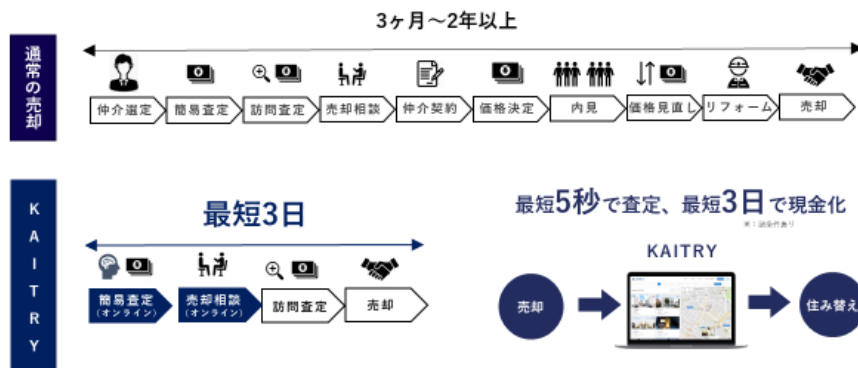 3ヶ月～2年以上
通常の売却
仲介選定
簡易査定
訪問査定
売却相談
仲介契約
価格決定
内見
価格見直し
リフォーム
売却
KAITRY
最短3日
簡易査定
(オンライン)
売却相談
(オンライン)
訪問査定
売却
最短5秒で査定、最短3日で現金化
KAITRY
売却
住み替え